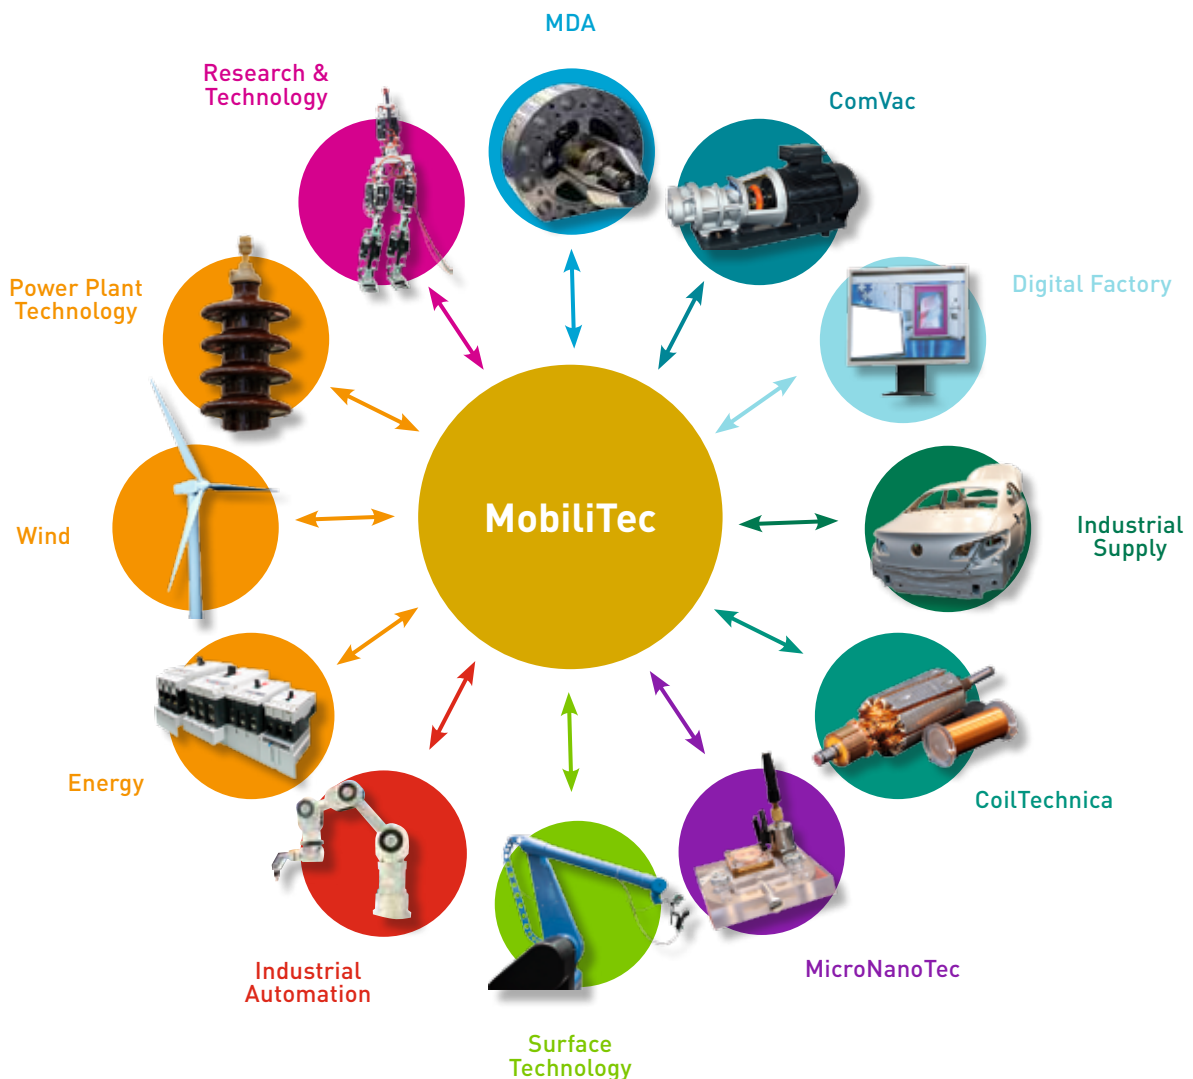 MDA
Research &
Technology
ComVac
Power Plant
Technology
Digital Factory
MobiliTec
Wind
Industrial
Supply
Energy
CoilTechnica
Industrial
Automation
MicroNanoTec
Surface
Technology